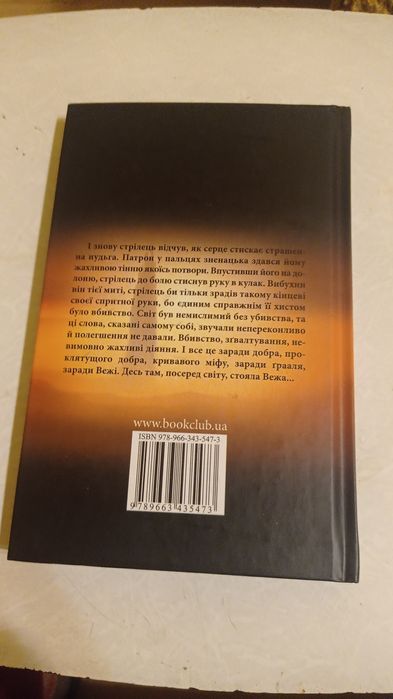 І знову стрілець відчув, як серце стискає страшен-
на нудьга. Патрон у пальцях зненацька здався йому
жахливою тінню якоїсь потвори. Впустивши його на до-
лоню, стрілець до болю стиснув руку в кулак. Вибухни
він тієї миті, стрілець би тільки зрадів такому кінцеві
своєї спритної руки, бо єдиним справжнім її хистом
було вбивство. Світ був немислимий без убивства, та
ці слова, сказані самому собі, звучали непереконливо
й полегшення не давали. Вбивство, зґвалтування, не-
вимовно жахливі діяння. І все це заради добра, про-
клятущого добра, кривавого міфу, заради ґрааля,
заради Вежі. Десь там, посеред світу, стояла Вежа...
www.bookclub.ua
ISBN 978-966-343-547-3
9789663435473